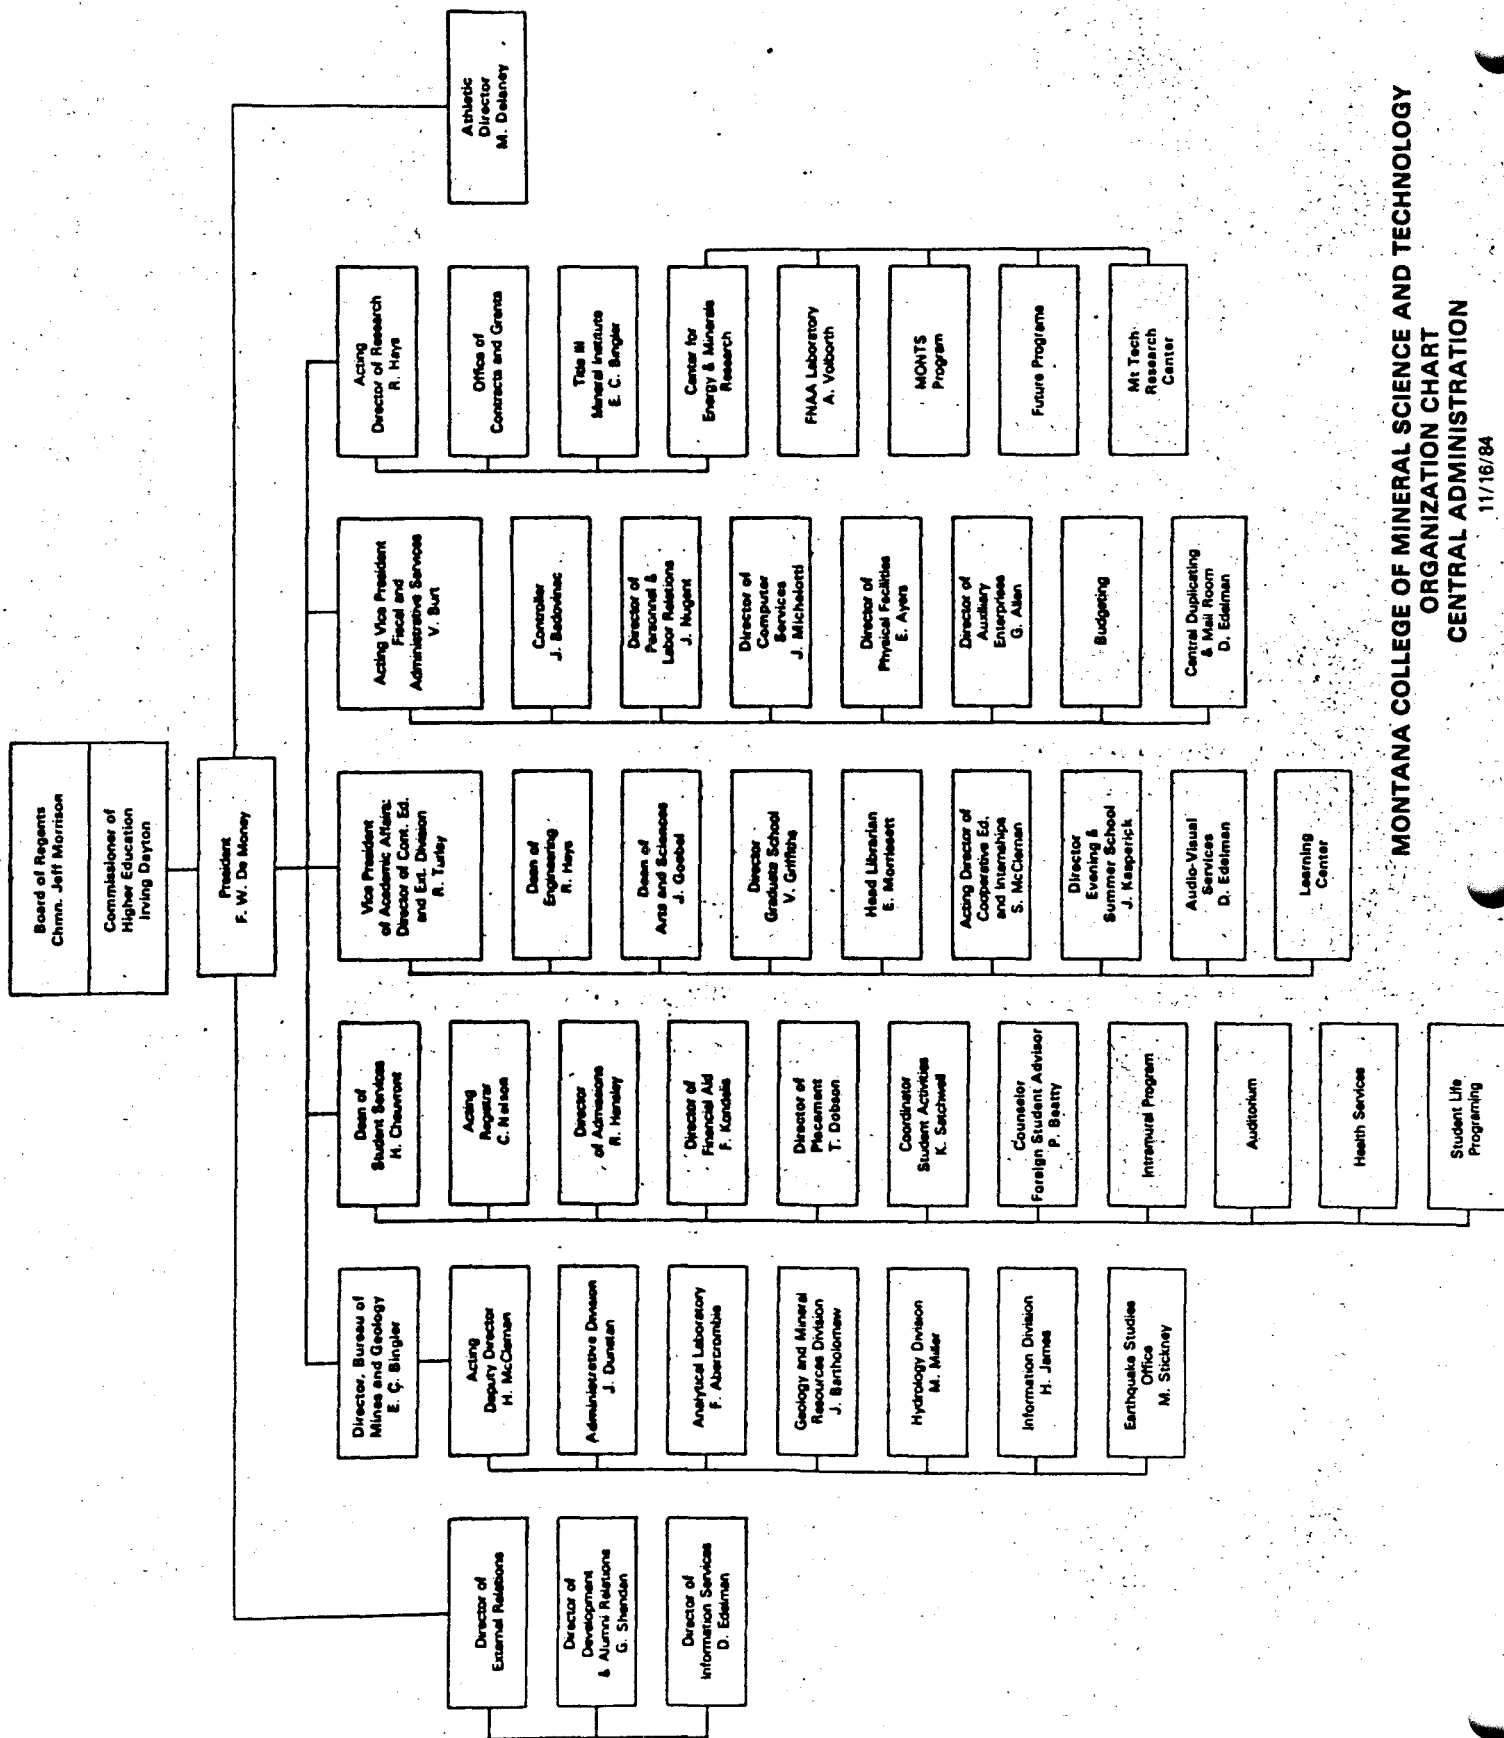 Board of Regents
Chmn. Jeff Morrison
Commissioner of
Higher Education
Irving Dayton
President
F. W. De Money
Director of
External Relations
Director of
Development
& Alumni Relations
G. Shandan
Director of
Information Services
D. Edelman
Director, Bureau of
Mines and Geology
E. C. Bingler
Acting
Deputy Director
H. McClernan
Administrative Division
J. Dunstan
Analytical Laboratory
F. Abercrombie
Geology and Mineral
Resources Division
J. Bartholomew
Hydrology Division
M. Miller
Information Division
H. James
Earthquake Studies
Office
M. Stickney
Dean of
Student Services
H. Chauvront
Acting
Registrar
C. Nelson
Director
of Admissions
R. Hensley
Director of
Financial Aid
F. Kondelis
Director of
Placement
T. Dobson
Coordinator
Student Activities
K. Satchwell
Counselor
Foreign Student Advisor
P. Beatty
Intramural Program
Auditorium
Health Services
Student Life
Programing
Vice President
of Academic Affairs:
Director of Cont. Ed.
and Ext. Division
R. Turley
Dean of
Engineering
R. Hays
Dean of
Arts and Sciences
J. Goebel
Director
Graduate School
V. Griffiths
Head Librarian
E. Morrissett
Acting Director of
Cooperative Ed.
and Internships
S. McClernan
Director
Evening &
Summer School
J. Kasperick
Audio-Visual
Services
D. Edelman
Learning
Center
Acting Vice President
Fiscal and
Administrative Services
V. Burt
Controller
J. Badovinac
Director of
Personnel &
Labor Relations
J. Nugent
Director of
Computer
Services
J. Michelotti
Director of
Physical Facilities
E. Ayers
Director of
Auxiliary
Enterprises
G. Allen
Budgeting
Central Duplicating
& Mail Room
D. Edelman
Acting
Director of Research
R. Hays
Office of
Contracts and Grants
Title III
Mineral Institute
E. C. Bingler
Center for
Energy & Minerals
Research
FNAA Laboratory
A. Volborth
MONTS
Program
Future Programs
Mt Tech
Research
Center
Athletic
Director
M. Delaney
MONTANA COLLEGE OF MINERAL SCIENCE AND TECHNOLOGY
ORGANIZATION CHART
CENTRAL ADMINISTRATION
11/16/84